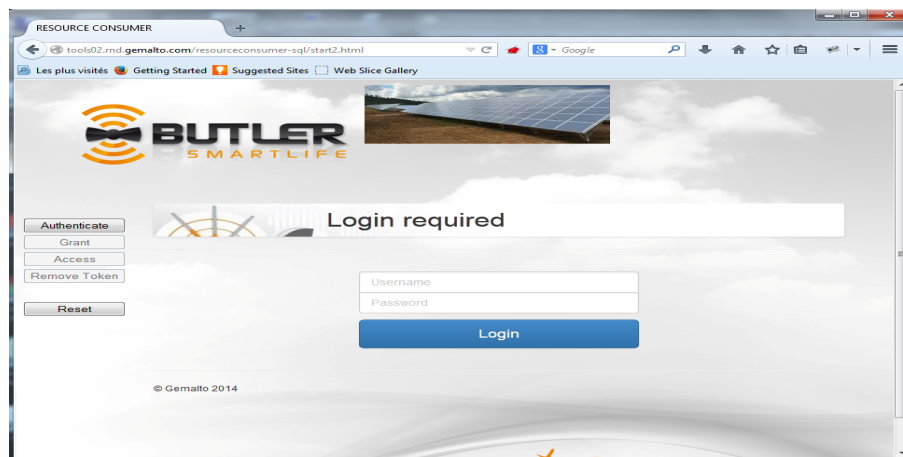 RESOURCE CONSUMER
tools02.rnd.gemalto.com/resourceconsumer-sql/start2.html
Google
Les plus visités Getting Started Suggested Sites Web Slice Gallery
BUTLER
SMARTLIFE
Login required
Authenticate
Grant
Access
Remove Token
Reset
Username
Password
Login
© Gemalto 2014